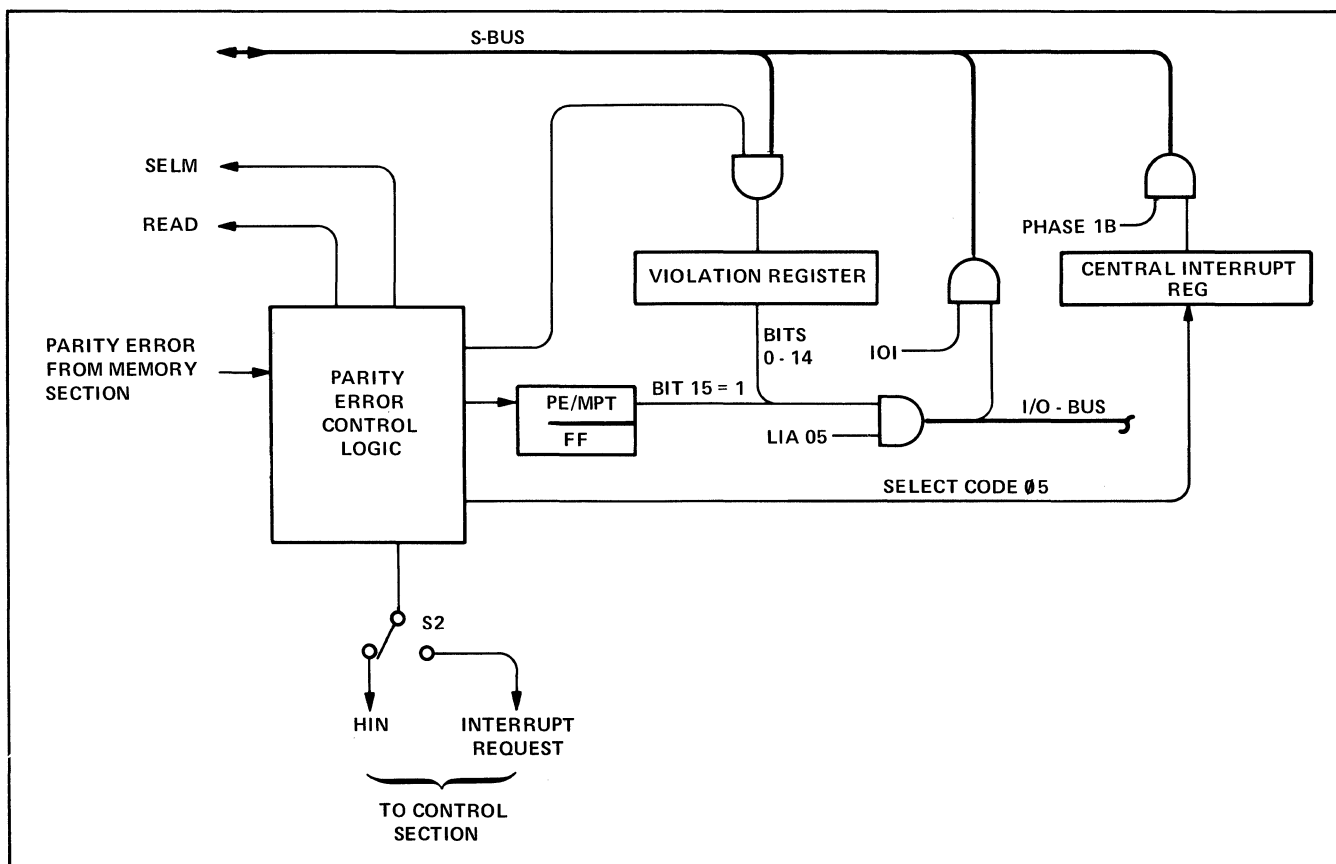 S-BUS
SELM
READ
PHASE 1B
VIOLATION REGISTER
CENTRAL INTERRUPT
REG
PARITY ERROR
FROM MEMORY
SECTION
BITS
0 - 14
IOI
PARITY
ERROR
CONTROL
LOGIC
PE/MPT
FF
BIT 15 = 1
LIA 05
I/O - BUS
SELECT CODE Ø5
S2
HIN
INTERRUPT
REQUEST
TO CONTROL
SECTION